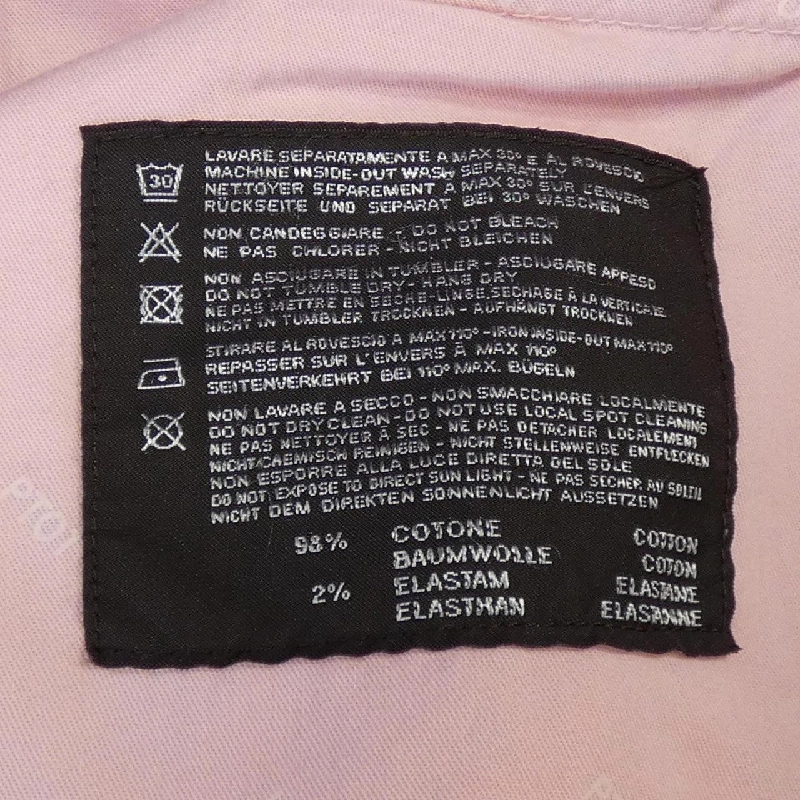 30
LAVARE SEPARATAMENTE A MAX 30° E AL ROVESCIO
MACHINE INSIDE-OUT WASH SEPARATELY
NETTOYER SEPAREMENT A MAX 30° SUR L'ENVERS
RÜCKSEITE UND SEPARAT BEI 30° WASCHEN
NON CANDEGGIARE - DO NOT BLEACH
NE PAS CHLORER - NICHT BLEICHEN
NON ASCIUGARE IN TUMBLER - ASCIUGARE APPESO
DO NOT TUMBLE DRY - HANG DRY
NE PAS METTRE EN SECHE-LINGE, SECHAGE À LA VERTICALE
NICHT IN TUMBLER TROCKNEN - AUFHÄNGT TROCKNEN
STIRARE AL ROVESCIO A MAX 110° - IRON INSIDE-OUT MAX 110°
REPASSER SUR L'ENVERS À MAX 110°
SEITENVERKEHRT BEI 110° MAX. BÜGELN
NON LAVARE A SECCO - NON SMACCHIARE LOCALMENTE
DO NOT DRY CLEAN - DO NOT USE LOCAL SPOT CLEANING
NE PAS NETTOYER À SEC - NE PAS DETACHER LOCALEMENT
NICHT CHEMISCH REINIGEN - NICHT STELLENWEISE ENTFLECKEN
NON ESPORRE ALLA LUCE DIRETTA DEL SOLE
DO NOT EXPOSE TO DIRECT SUN LIGHT - NE PAS SECHER AU SOLEIL
NICHT DEM DIREKTEN SONNENLICHT AUSSETZEN
98% COTONE COTTON
BAUMWOLLE COTON
2% ELASTAM ELASTANE
ELASTHAN ELASTANNE